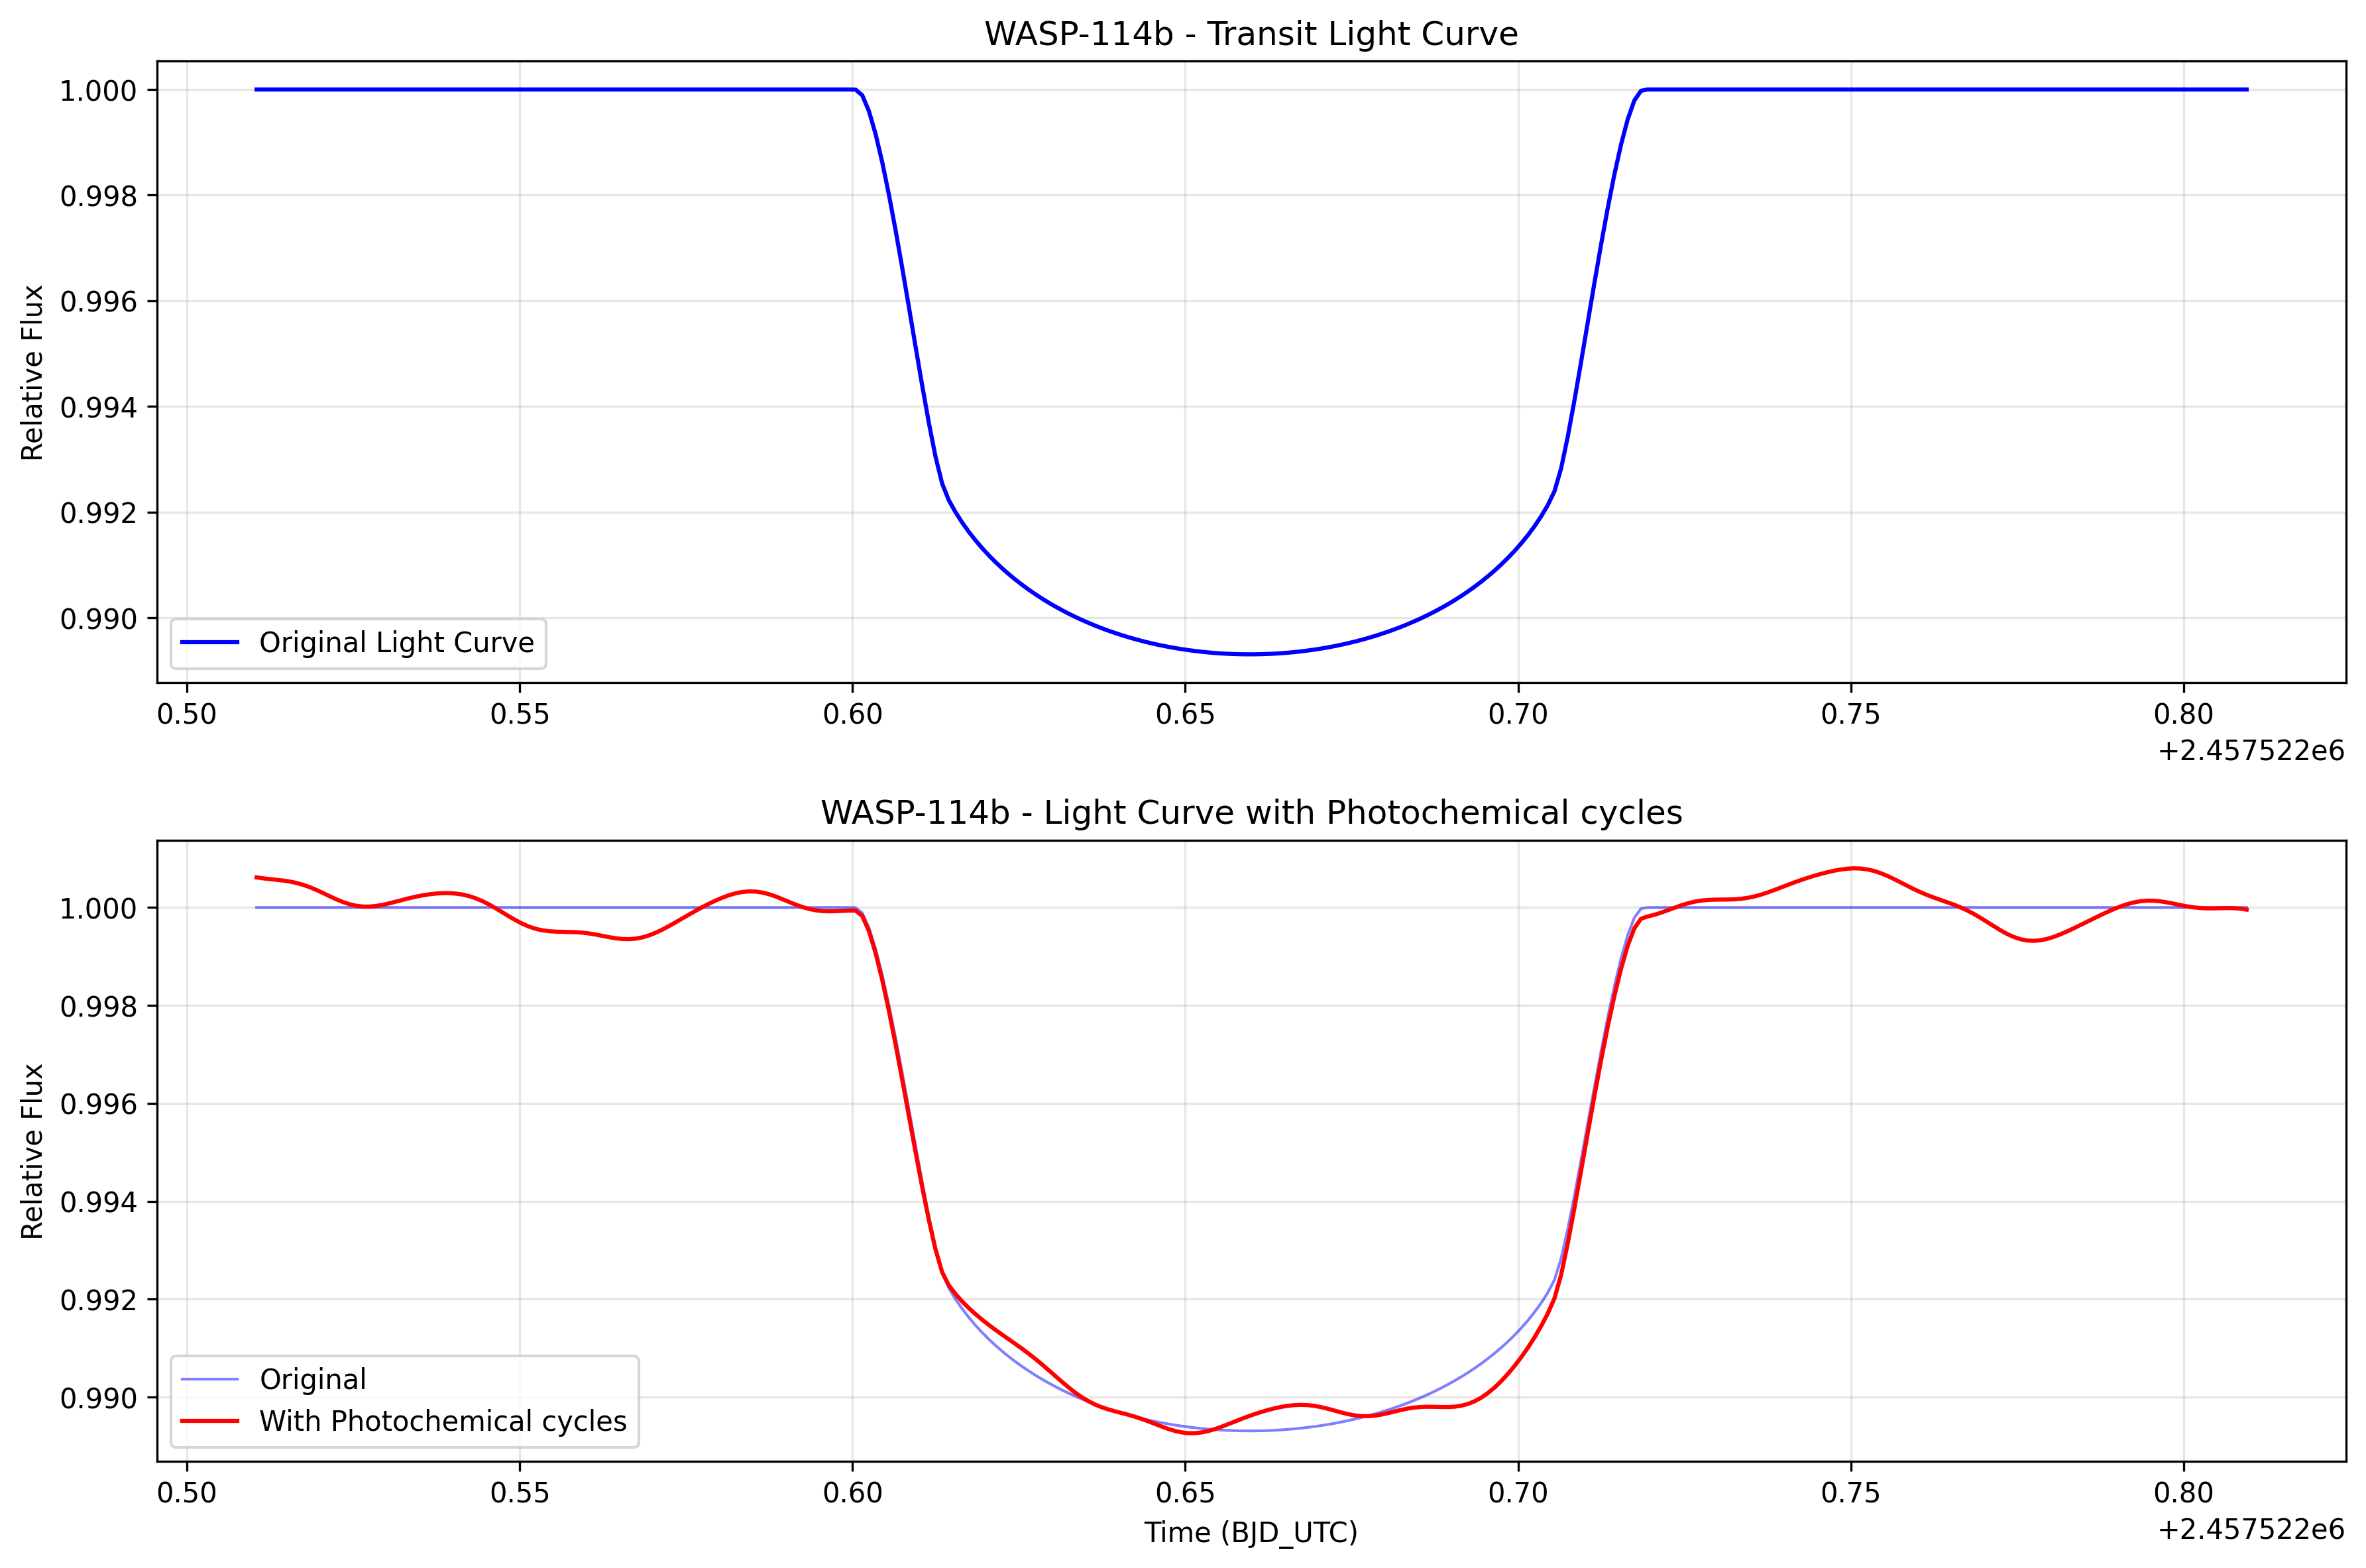 WASP-114b - Transit Light Curve
Relative Flux
1.000
0.998
0.996
0.994
0.992
0.990
Original Light Curve
0.50 0.55 0.60 0.65 0.70 0.75 0.80
+2.457522e6
WASP-114b - Light Curve with Photochemical cycles
Relative Flux
1.000
0.998
0.996
0.994
0.992
0.990
Original
With Photochemical cycles
0.50 0.55 0.60 0.65 0.70 0.75 0.80
Time (BJD_UTC)
+2.457522e6